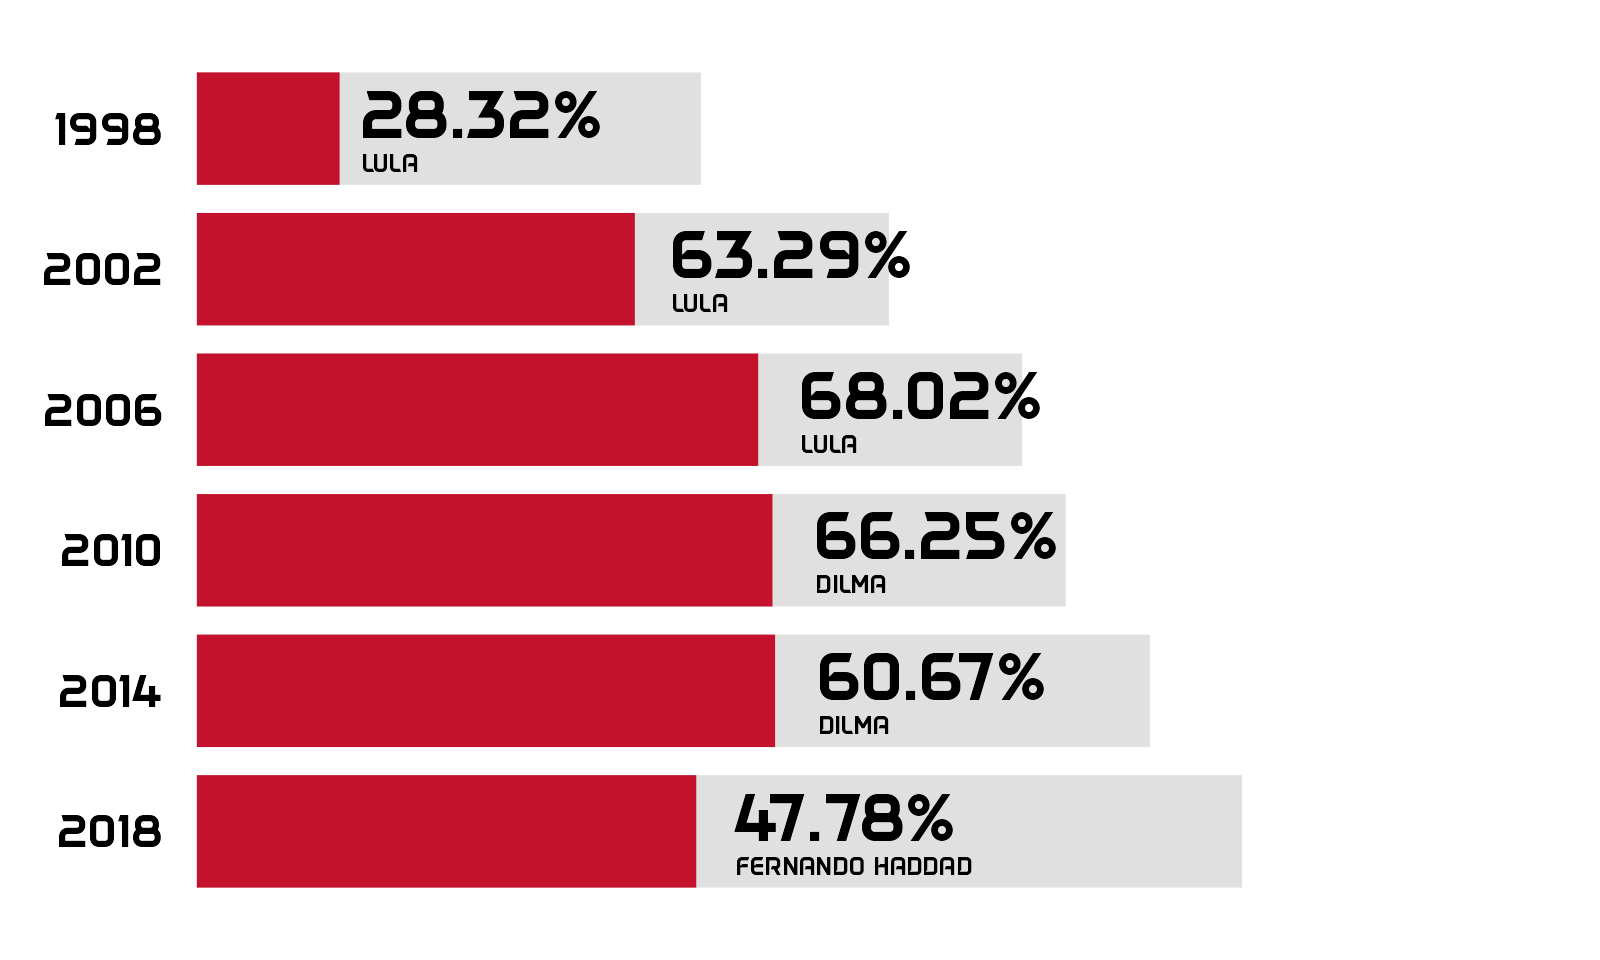 1998
28.32%
LULA
2002
63.29%
LULA
2006
68.02%
LULA
2010
66.25%
DILMA
2014
60.67%
DILMA
2018
47.78%
FERNANDO HADDAD